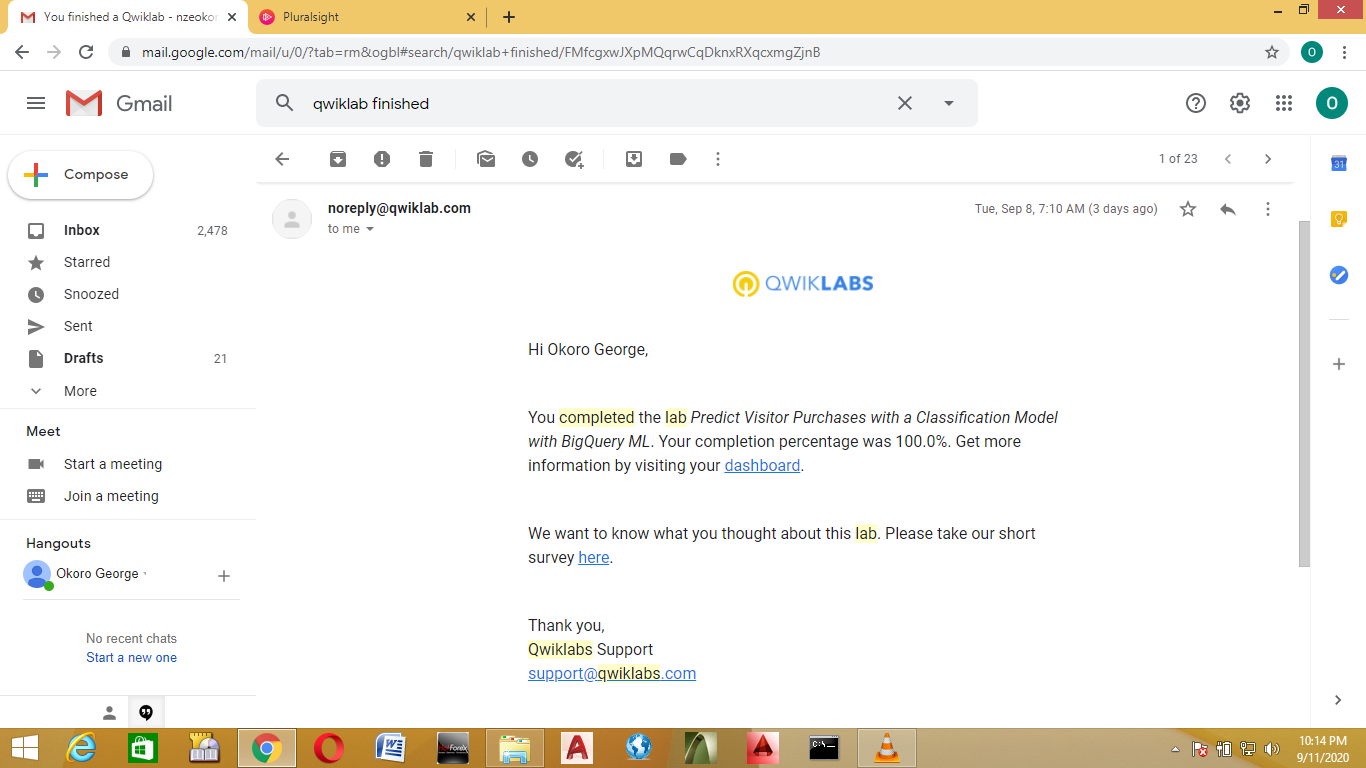 You finished a Qwiklab - nzeokor
Pluralsight
mail.google.com/mail/u/0/?tab=rm&ogbl#search/qwiklab+finished/FMfcgxwJXpMQqrwCqDknxRXqcxmgZjnB
O
Gmail
qwiklab finished
O
Compose
1 of 23
31
Inbox 2,478
Starred
Snoozed
Sent
Drafts 21
More
Meet
Start a meeting
Join a meeting
Hangouts
Okoro George
No recent chats
Start a new one
noreply@qwiklab.com
Tue, Sep 8, 7:10 AM (3 days ago)
to me
QWIKLABS
Hi Okoro George,
You completed the lab Predict Visitor Purchases with a Classification Model
with BigQuery ML. Your completion percentage was 100.0%. Get more
information by visiting your dashboard.
We want to know what you thought about this lab. Please take our short
survey here.
Thank you,
Qwiklabs Support
support@qwiklabs.com
10:14 PM
9/11/2020